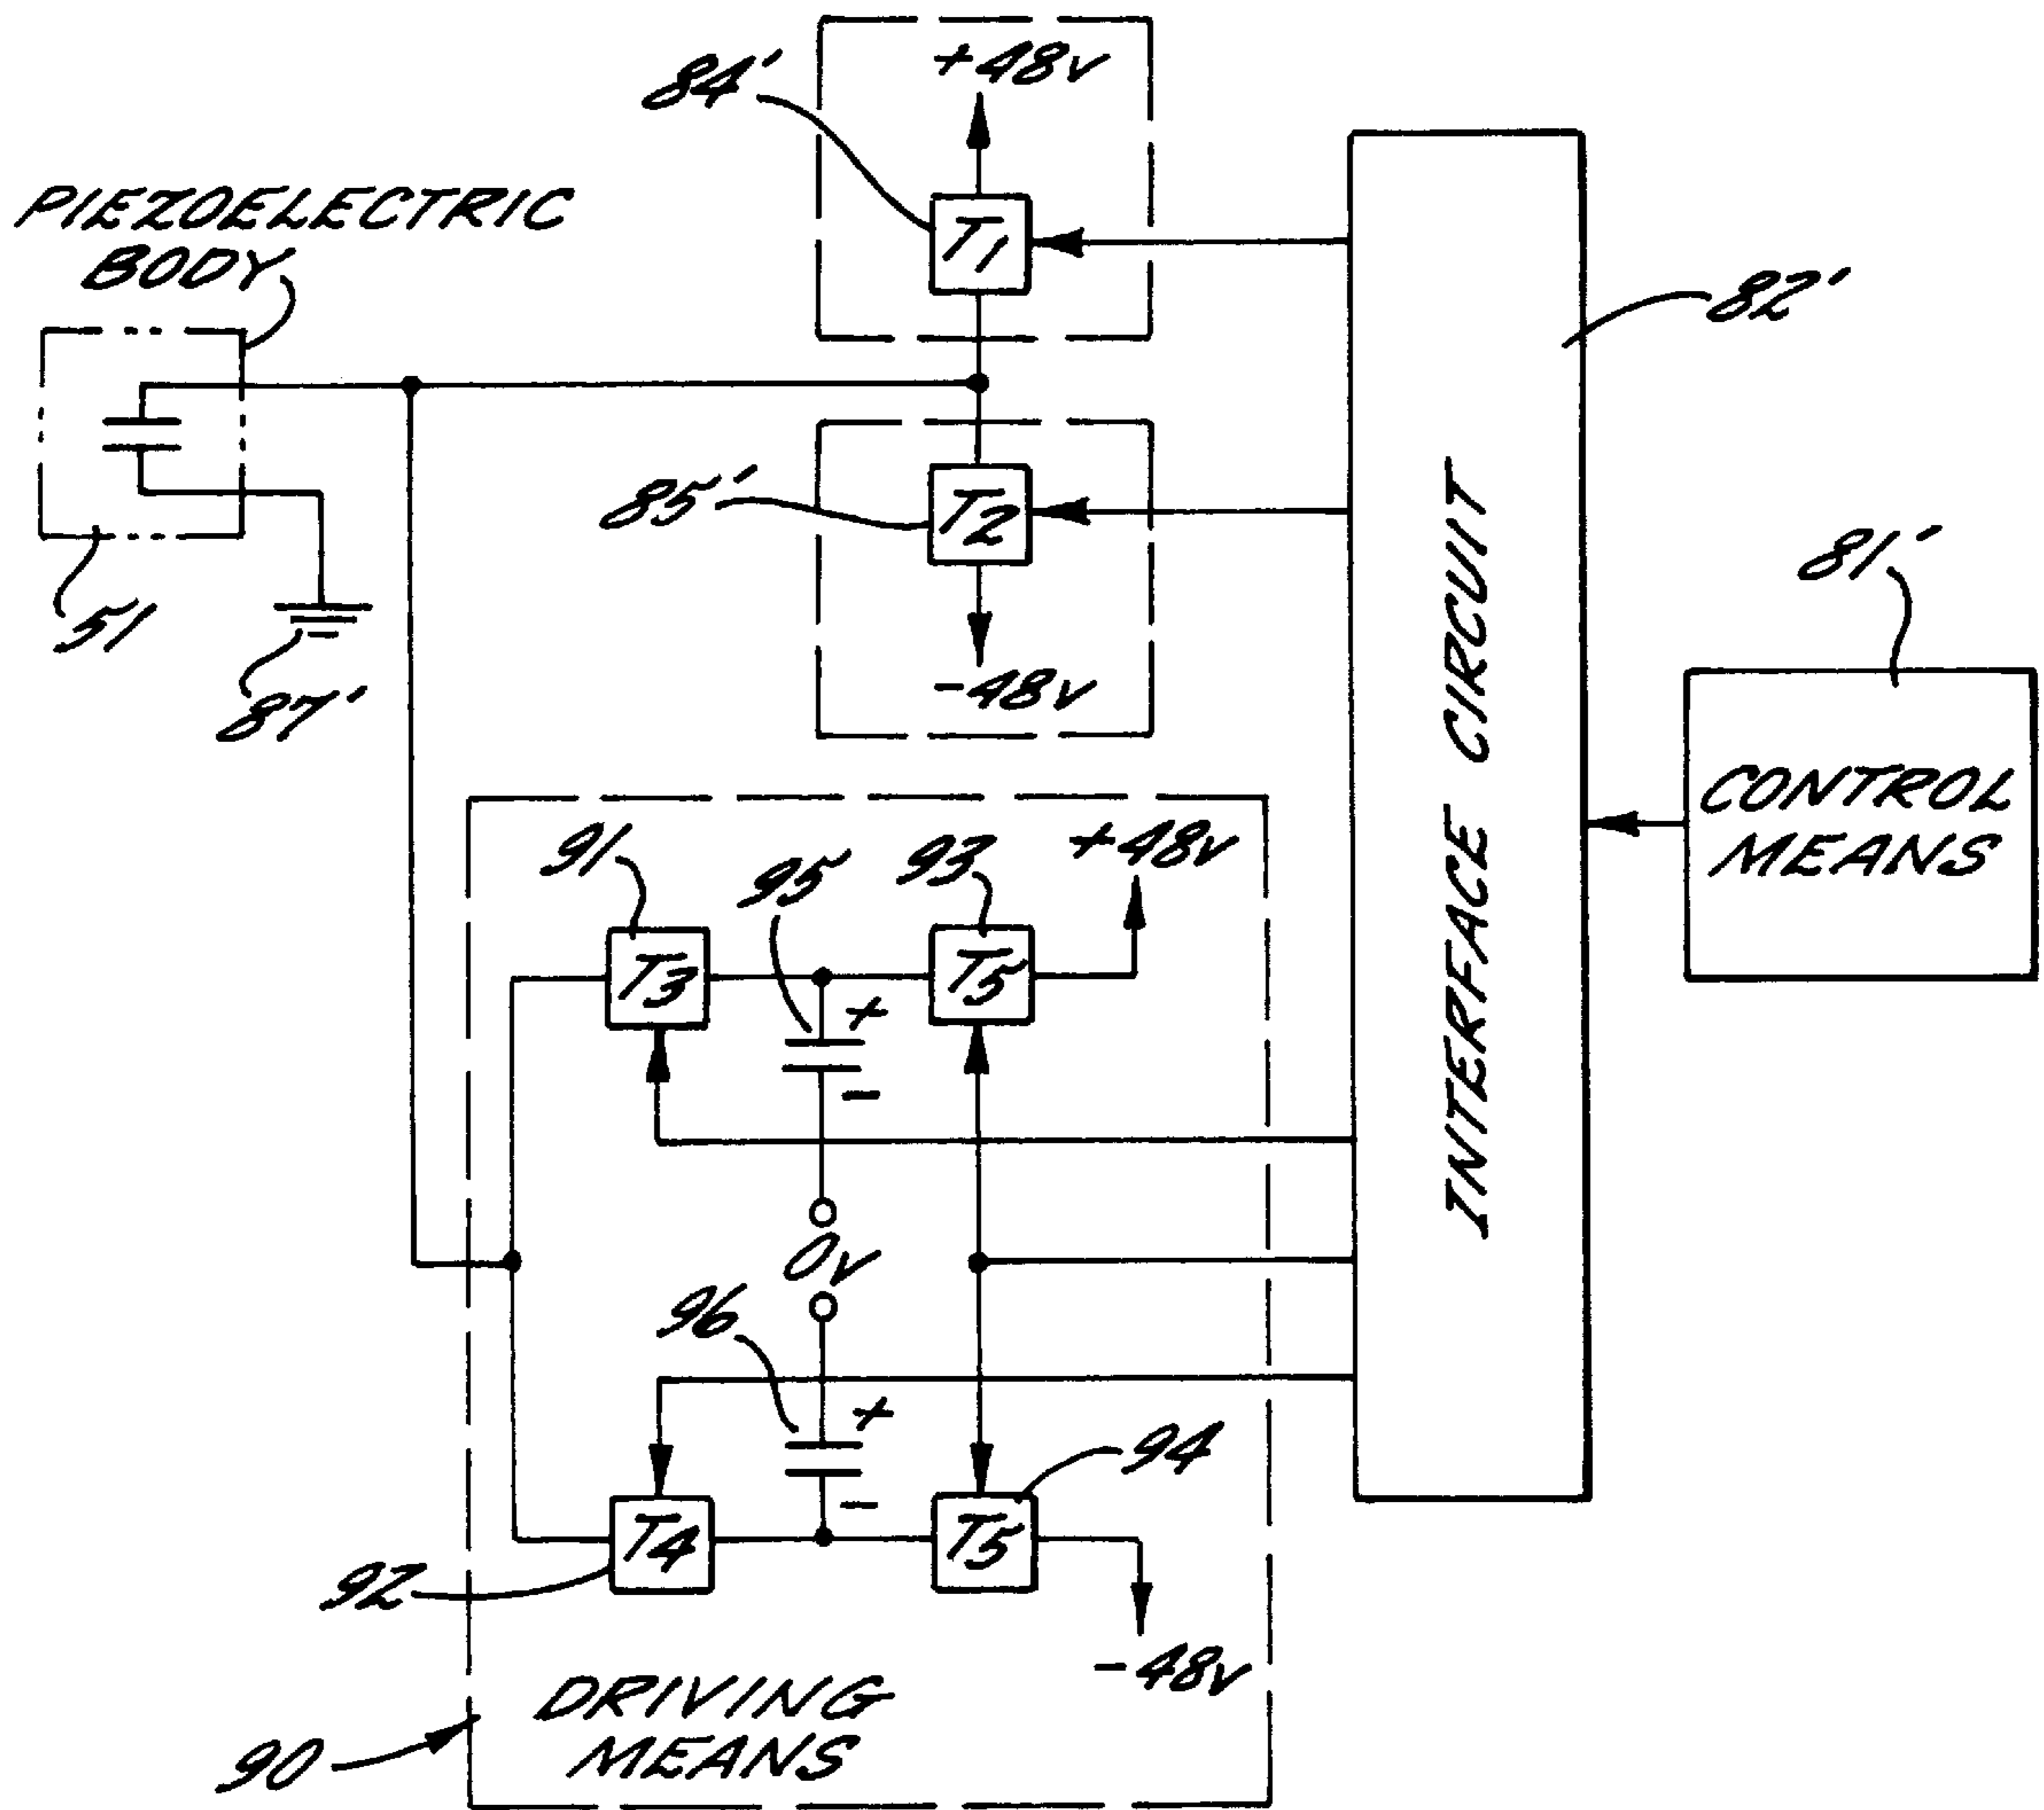 +48V
84'
T1
PIEZOELECTRIC
BODY
82'
85'
T2
51
87'
-48V
81'
INTERFACE CIRCUIT
CONTROL
MEANS
91
95
93
+48V
T3
+
T5
-
0V
96
+
94
-
T4
T5
92
-48V
DRIVING
MEANS
90